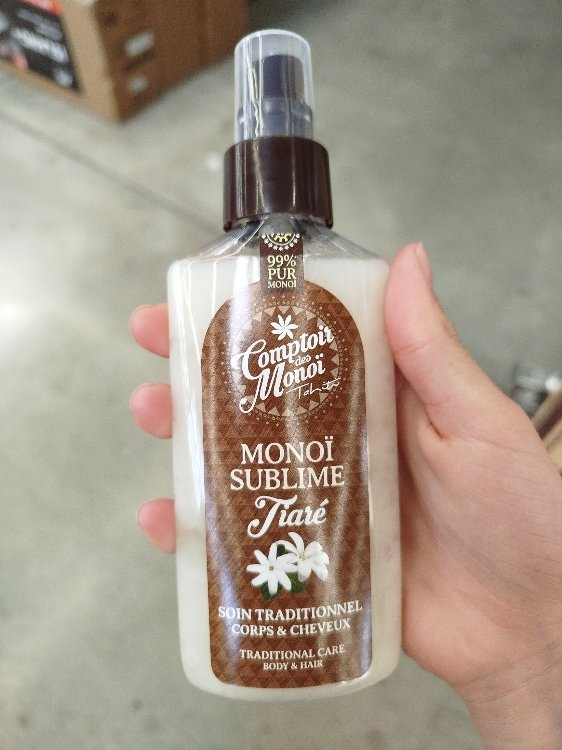 99%
PUR
MONOÏ
Comptoir
des
Monoï
Tahiti
MONOÏ
SUBLIME
Tiaré
SOIN TRADITIONNEL
CORPS & CHEVEUX
TRADITIONAL CARE
BODY & HAIR